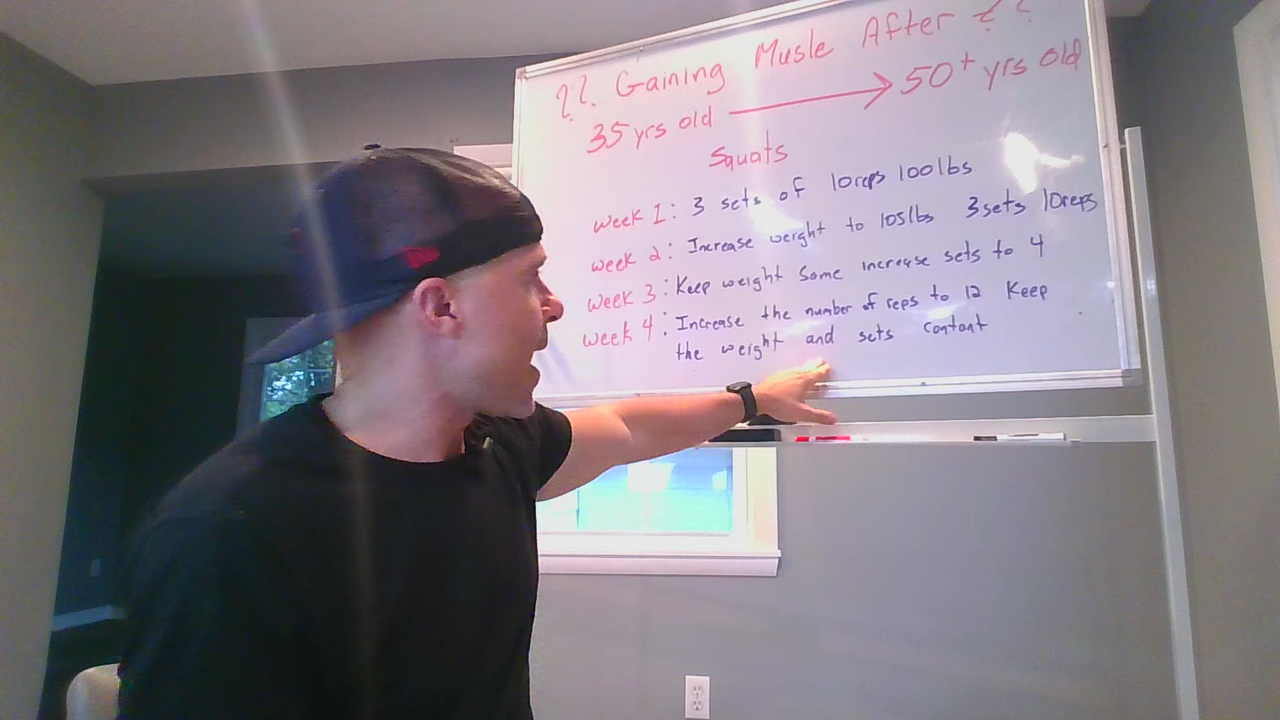 ?? Gaining Musle After ??
35 yrs old → 50+ yrs old
Squats
Week 1: 3 sets of 10reps 100lbs
Week 2: Increase weight to 105lbs 3sets 10reps
Week 3: Keep weight Same increase sets to 4
Week 4: Increase the number of reps to 12 Keep
the weight and sets contant